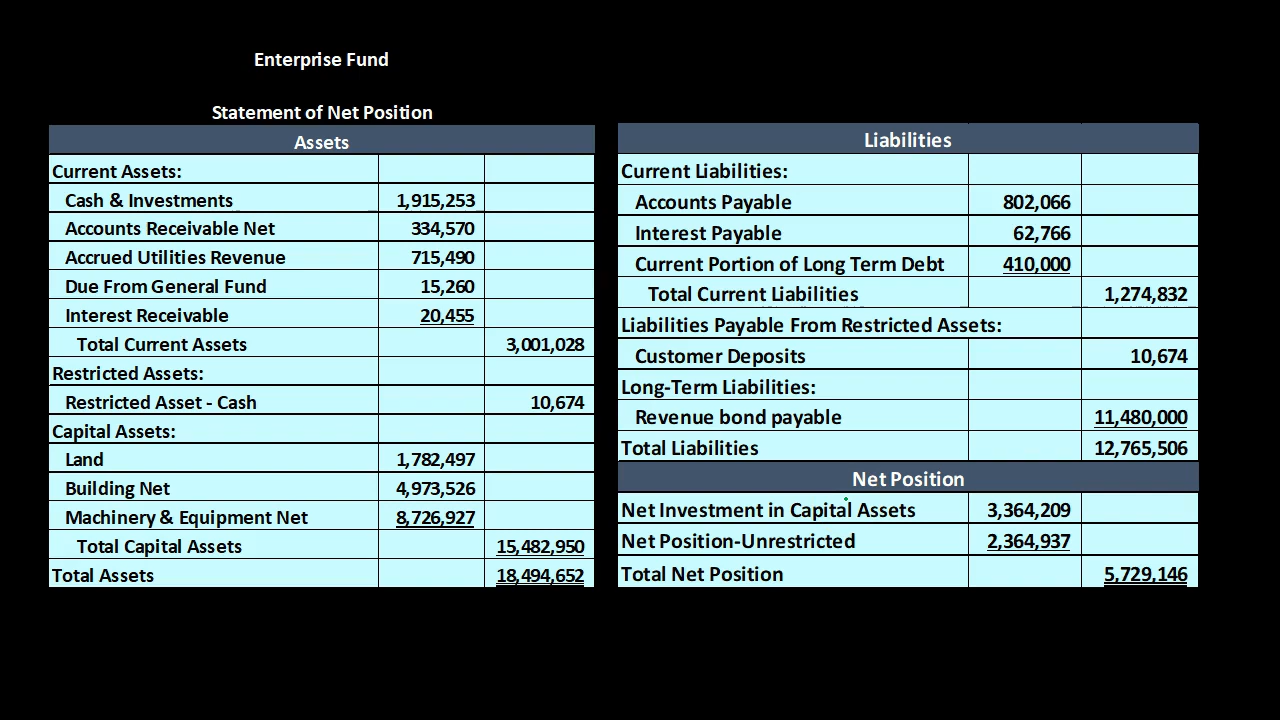 Enterprise Fund
Statement of Net Position
Assets
Current Assets:
Cash & Investments 1,915,253
Accounts Receivable Net 334,570
Accrued Utilities Revenue 715,490
Due From General Fund 15,260
Interest Receivable 20,455
Total Current Assets 3,001,028
Restricted Assets:
Restricted Asset - Cash 10,674
Capital Assets:
Land 1,782,497
Building Net 4,973,526
Machinery & Equipment Net 8,726,927
Total Capital Assets 15,482,950
Total Assets 18,494,652
Liabilities
Current Liabilities:
Accounts Payable 802,066
Interest Payable 62,766
Current Portion of Long Term Debt 410,000
Total Current Liabilities 1,274,832
Liabilities Payable From Restricted Assets:
Customer Deposits 10,674
Long-Term Liabilities:
Revenue bond payable 11,480,000
Total Liabilities 12,765,506
Net Position
Net Investment in Capital Assets 3,364,209
Net Position-Unrestricted 2,364,937
Total Net Position 5,729,146